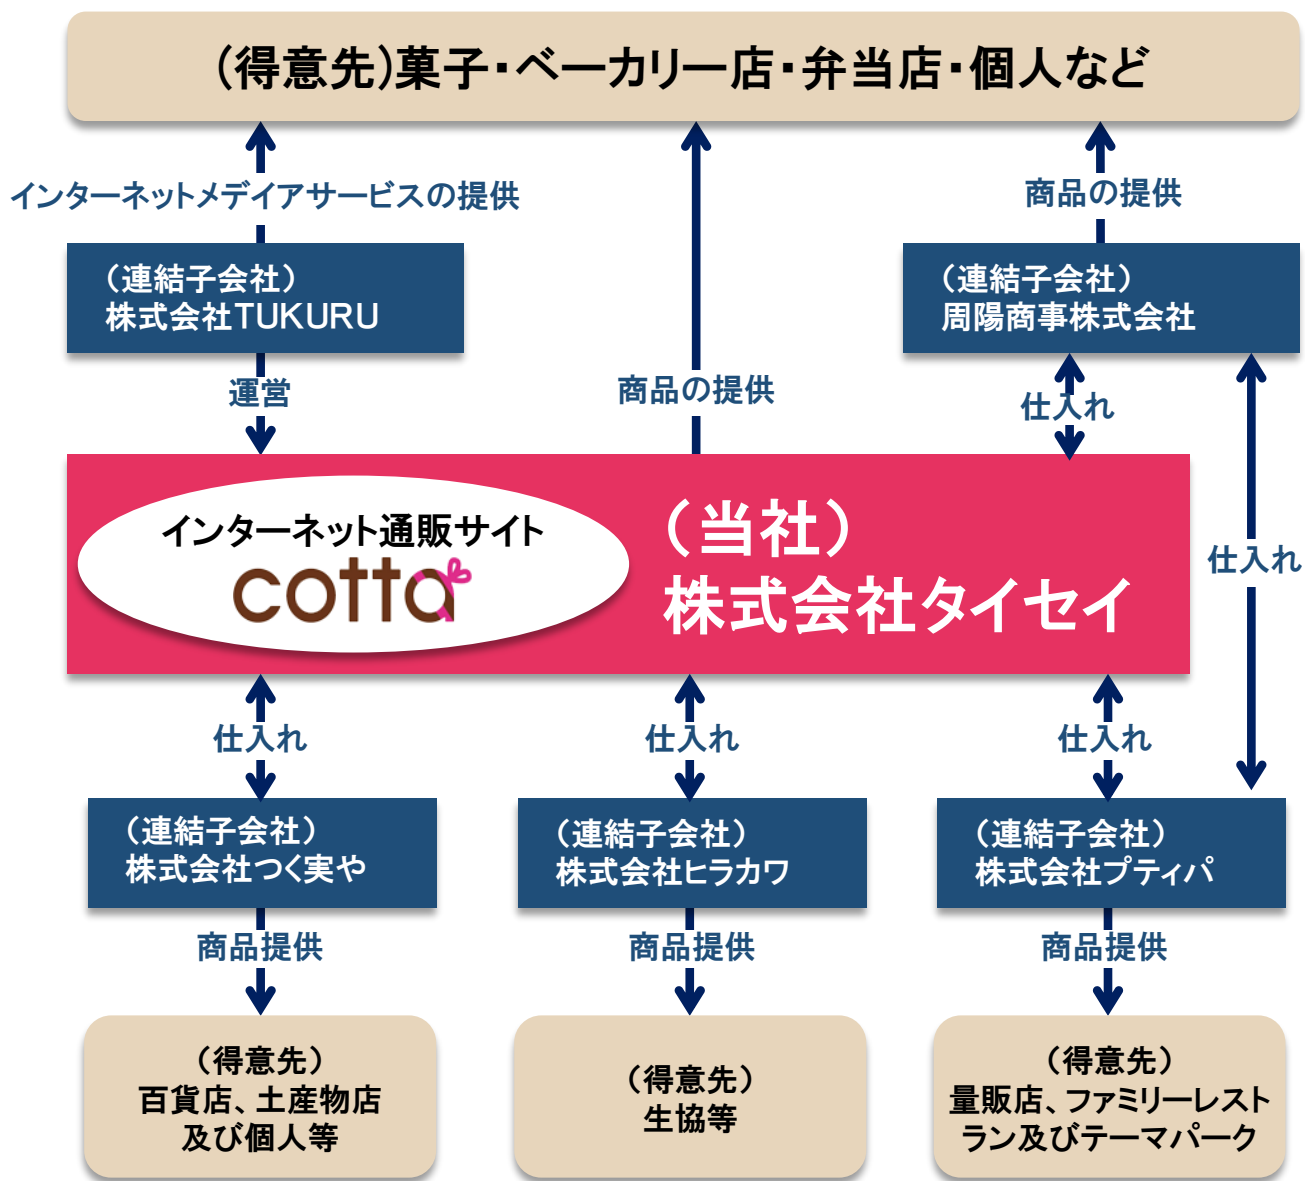 (得意先)菓子・ベーカリー店・弁当店・個人など
インターネットメデイアサービスの提供
商品の提供
（連結子会社）
株式会社TUKURU
（連結子会社）
周陽商事株式会社
運営
商品の提供
仕入れ
インターネット通販サイト
cotta
（当社）
株式会社タイセイ
仕入れ
仕入れ
仕入れ
仕入れ
（連結子会社）
株式会社つく実や
（連結子会社）
株式会社ヒラカワ
（連結子会社）
株式会社プティパ
商品提供
商品提供
商品提供
（得意先）
百貨店、土産物店
及び個人等
（得意先）
生協等
（得意先）
量販店、ファミリーレスト
ラン及びテーマパーク